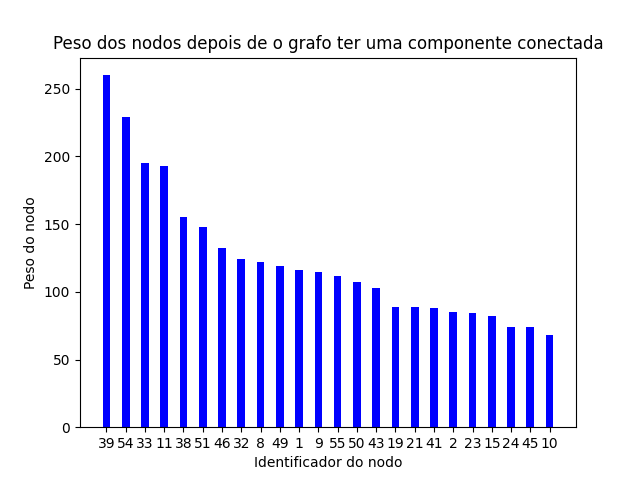 Peso dos nodos depois de o grafo ter uma componente conectada
250
200
150
100
50
0
Peso do nodo
39 54 33 11 38 51 46 32 8 49 1 9 55 50 43 19 21 41 2 23 15 24 45 10
Identificador do nodo